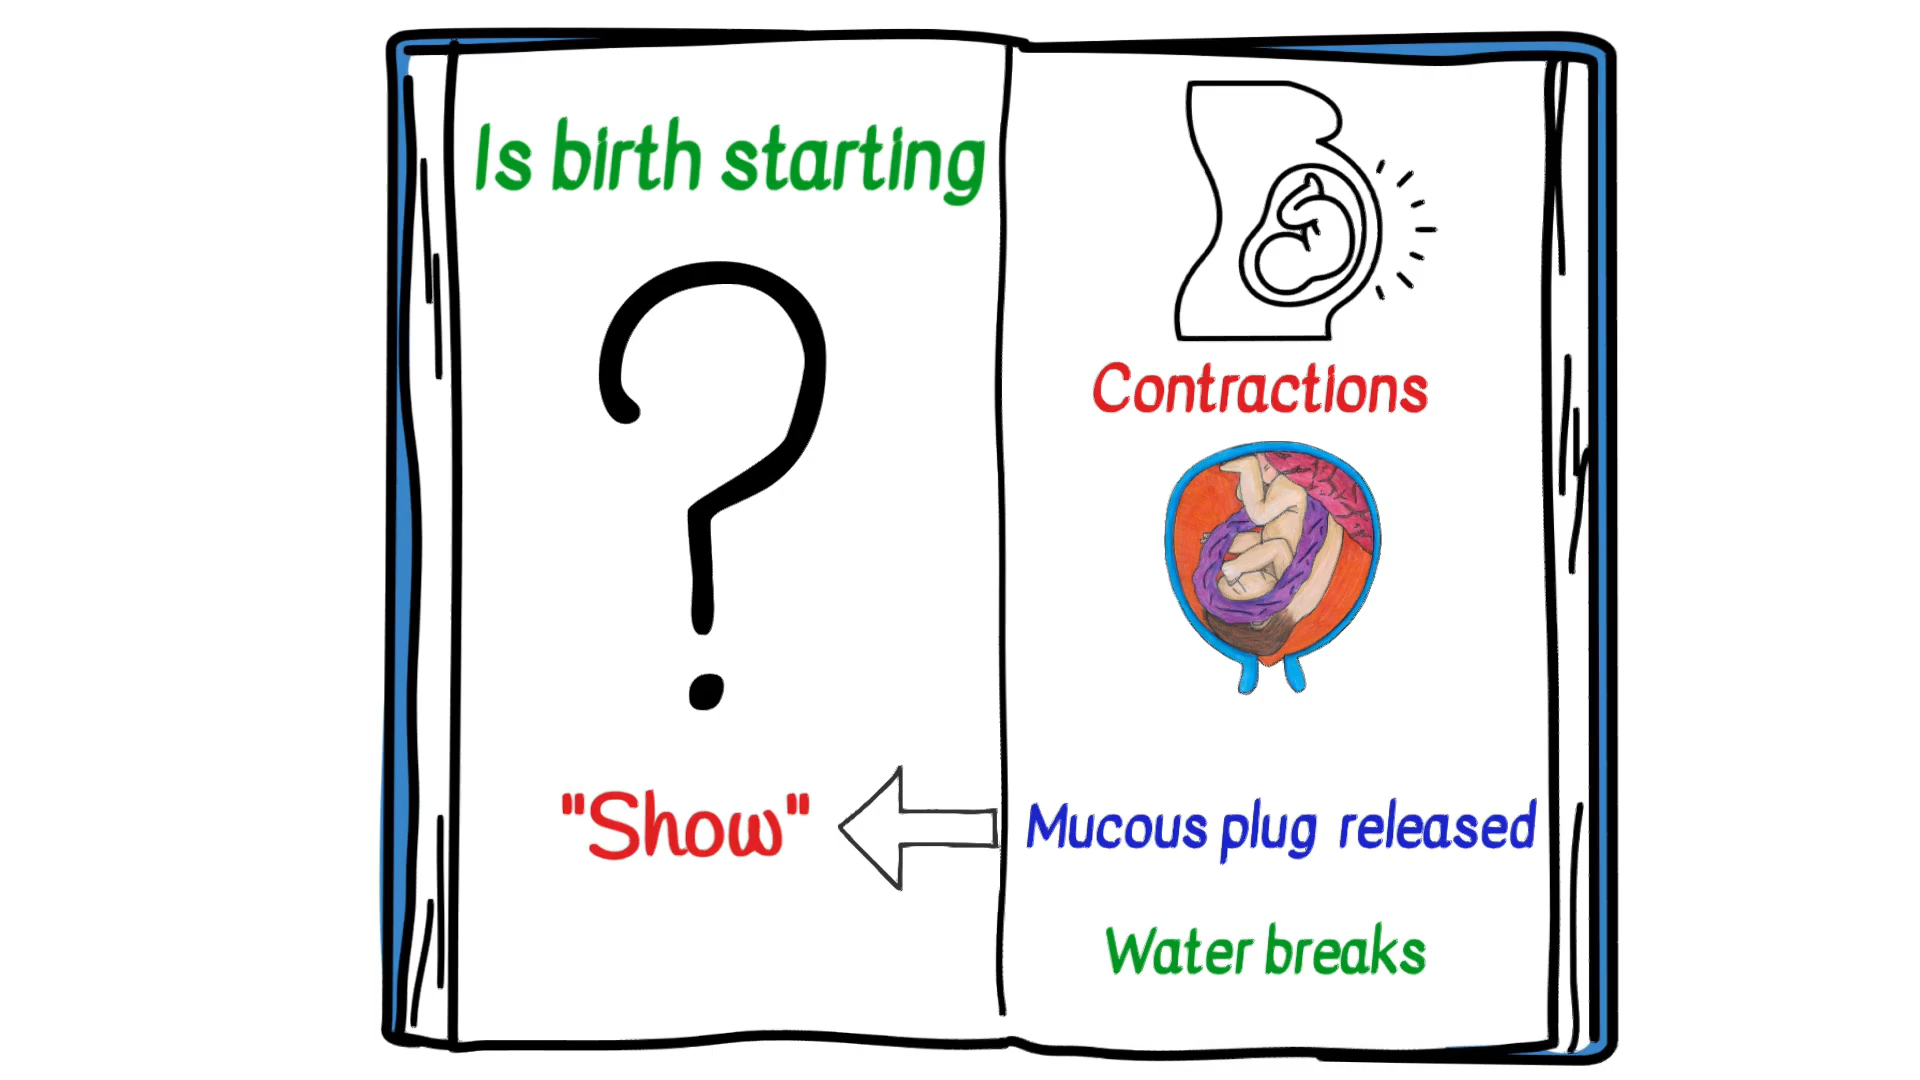 Is birth starting
?
"Show"
Contractions
Mucous plug released
Water breaks